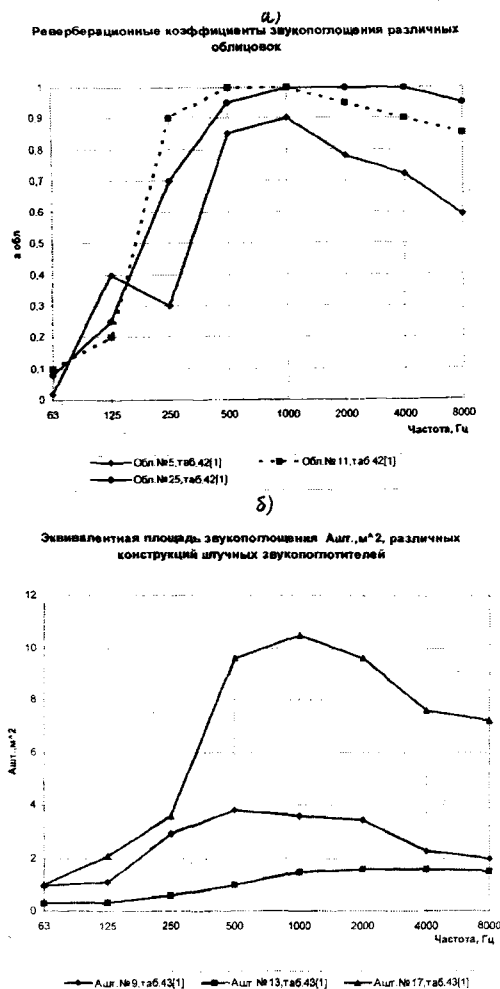 а)
Реверберационные коэффициенты звукопоглощения различных
облицовок
1
0,9
0,8
0,7
0,6
0,5
0,4
0,3
0,2
0,1
0
а обл
63 125 250 500 1000 2000 4000 8000
Частота, Гц
Обл.№5,таб.42[1] Обл.№11,таб.42[1]
Обл.№25,таб.42[1]
б)
Эквивалентная площадь звукопоглощения Ашт.,м^2, различных
конструкций штучных звукопоглотителей
12
10
8
6
4
2
0
Ашт.,м^2
63 125 250 500 1000 2000 4000 8000
Частота, Гц
Ашт.№9,таб.43[1] Ашт №13,таб.43[1] Ашт.№17,таб.43[1]